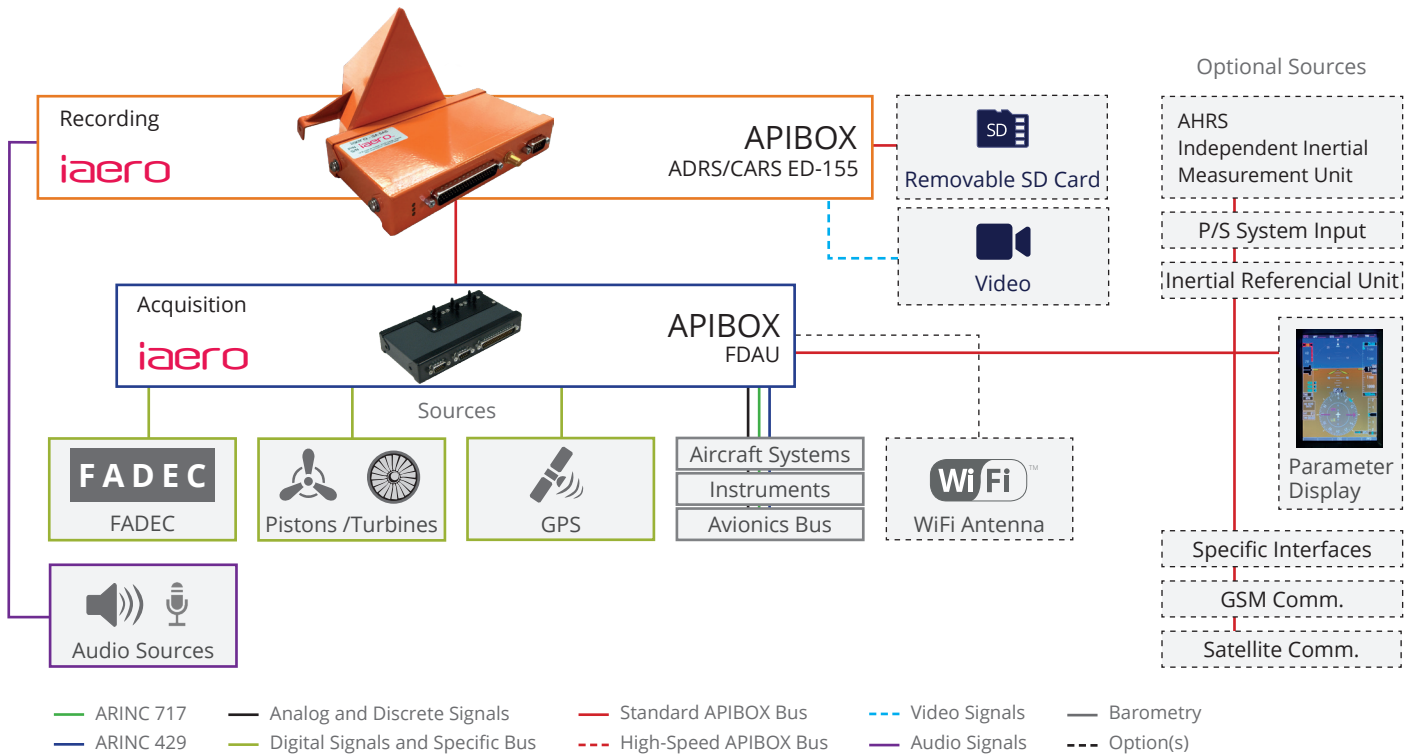 Optional Sources
Recording
iaero
iaero
APIBOX
ADRS/CARS ED-155
SD
Removable SD Card
Video
AHRS
Independent Inertial
Measurement Unit
P/S System Input
Inertial Referencial Unit
Acquisition
iaero
APIBOX
FDAU
Parameter
Display
Sources
FADEC
FADEC
Pistons /Turbines
GPS
Aircraft Systems
Instruments
Avionics Bus
WiFi™
WiFi Antenna
Specific Interfaces
GSM Comm.
Satellite Comm.
Audio Sources
ARINC 717
Analog and Discrete Signals
Standard APIBOX Bus
Video Signals
Barometry
ARINC 429
Digital Signals and Specific Bus
High-Speed APIBOX Bus
Audio Signals
Option(s)